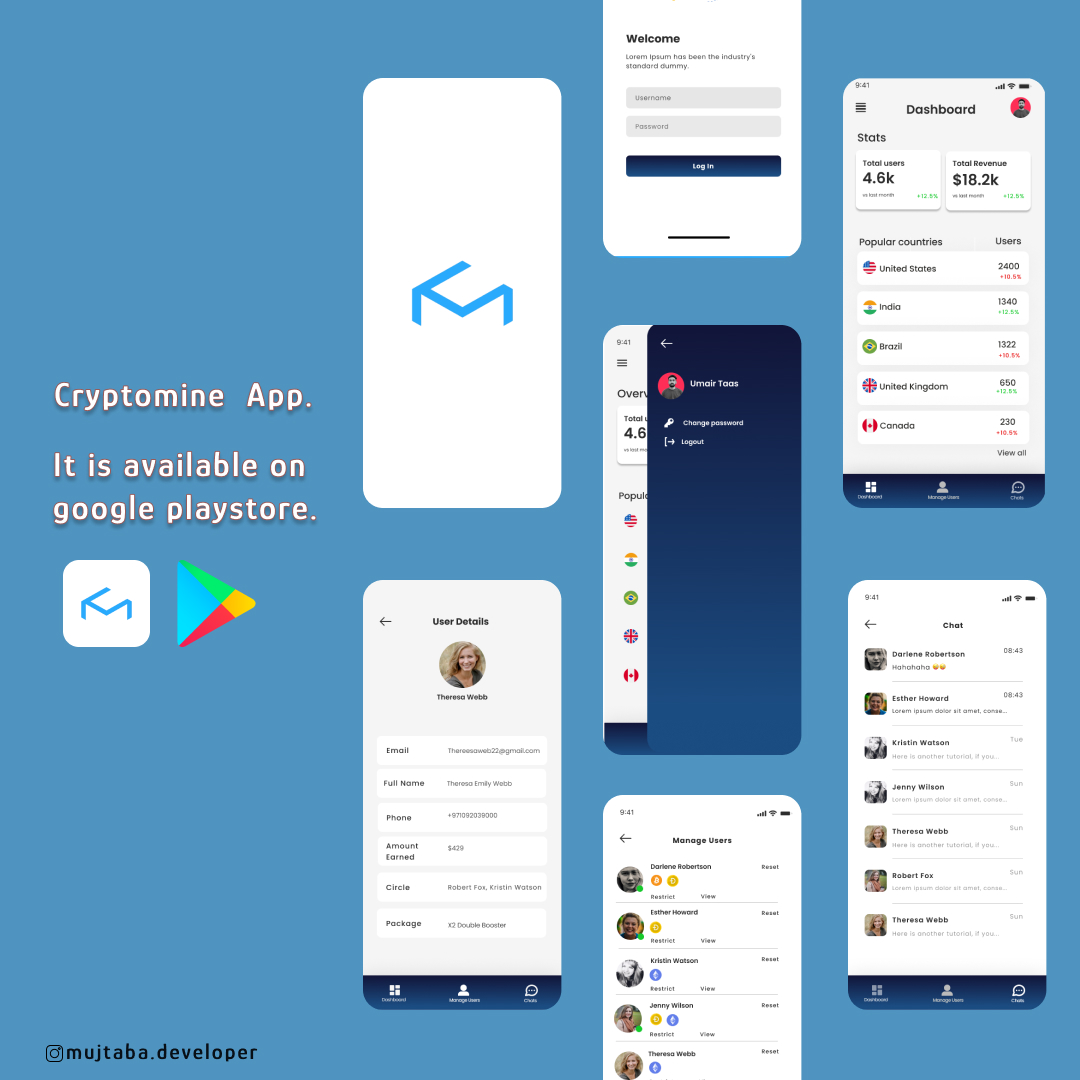 Cryptomine App.
It is available on
google playstore.
mujtaba.developer
Welcome
Lorem Ipsum has been the industry's
standard dummy.
Username
Password
Log In
9:41
Dashboard
Stats
Total users
4.6k
vs last month +12.5%
Total Revenue
$18.2k
vs last month +12.5%
Popular countries Users
United States 2400
+10.5%
India 1340
+12.5%
Brazil 1322
+10.5%
United Kingdom 650
+12.5%
Canada 230
+10.5%
View all
Dashboard Manage Users Chats
9:41
Overv
Total u
4.6
vs last mo
Popula
Umair Taas
Change password
Logout
User Details
Theresa Webb
Email Thereesaweb22@gmail.com
Full Name Theresa Emily Webb
Phone +971092039000
Amount
Earned $429
Circle Robert Fox, Kristin Watson
Package X2 Double Booster
Dashboard Manage Users Chats
9:41
Manage Users
Darlene Robertson Reset
Restrict View
Esther Howard Reset
Restrict View
Kristin Watson Reset
Restrict View
Jenny Wilson Reset
Restrict View
Theresa Webb Reset
9:41
Chat
Darlene Robertson 08:43
Hahahaha 😄😄
Esther Howard 08:43
Lorem ipsum dolor sit amet, conse...
Kristin Watson Tue
Here is another tutorial, if you...
Jenny Wilson Sun
Lorem ipsum dolor sit amet, conse...
Theresa Webb Sun
Here is another tutorial, if you...
Robert Fox Sun
Lorem ipsum dolor sit amet, conse...
Theresa Webb Sun
Here is another tutorial, if you...
Dashboard Manage Users Chats